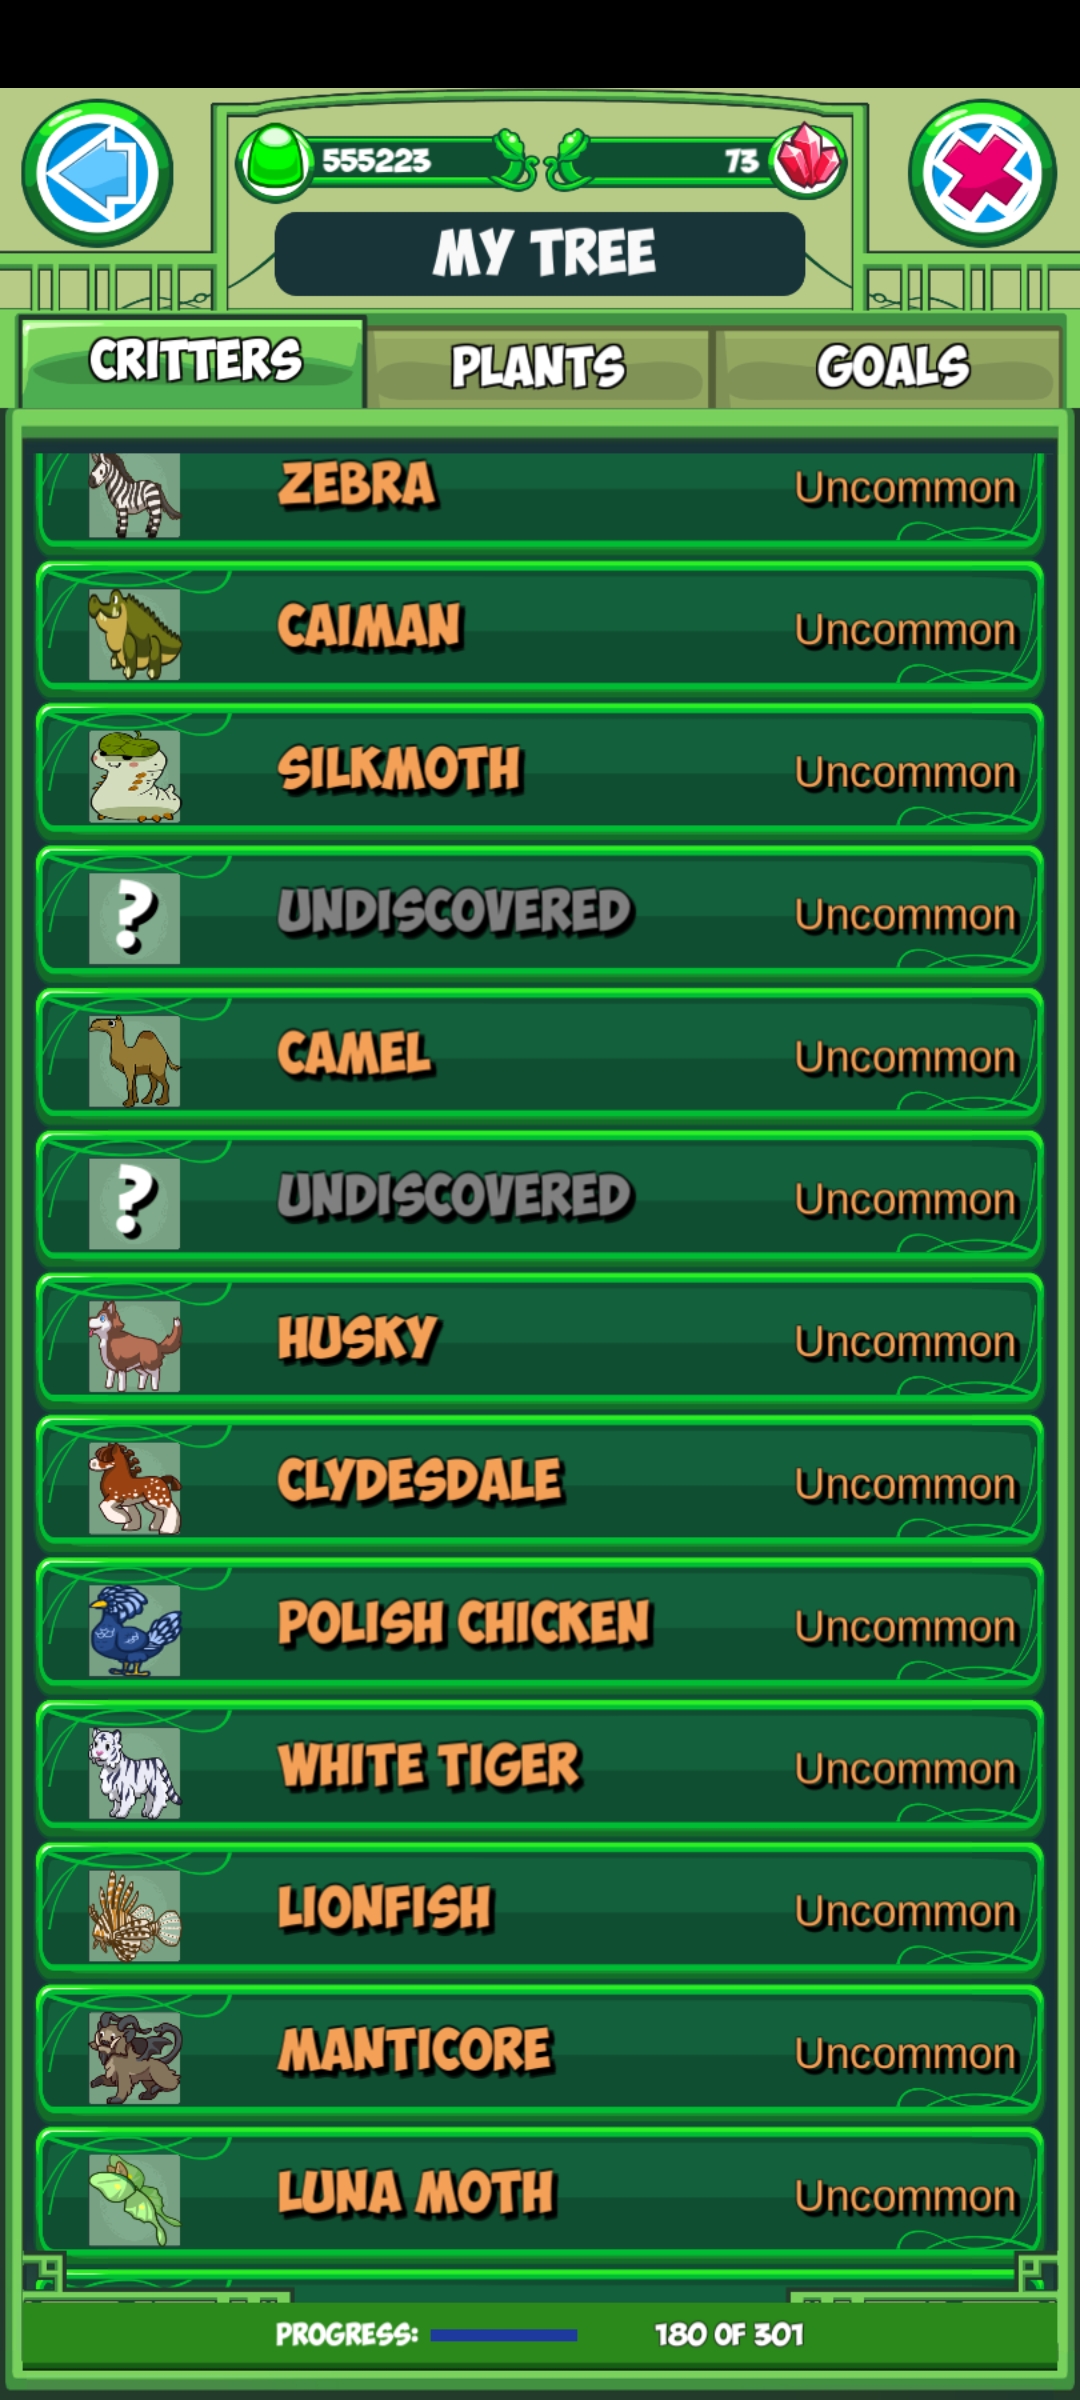 555223
73
MY TREE
CRITTERS
PLANTS
GOALS
ZEBRA
Uncommon
CAIMAN
Uncommon
SILKMOTH
Uncommon
?
UNDISCOVERED
Uncommon
CAMEL
Uncommon
?
UNDISCOVERED
Uncommon
HUSKY
Uncommon
CLYDESDALE
Uncommon
POLISH CHICKEN
Uncommon
WHITE TIGER
Uncommon
LIONFISH
Uncommon
MANTICORE
Uncommon
LUNA MOTH
Uncommon
PROGRESS:
180 OF 301